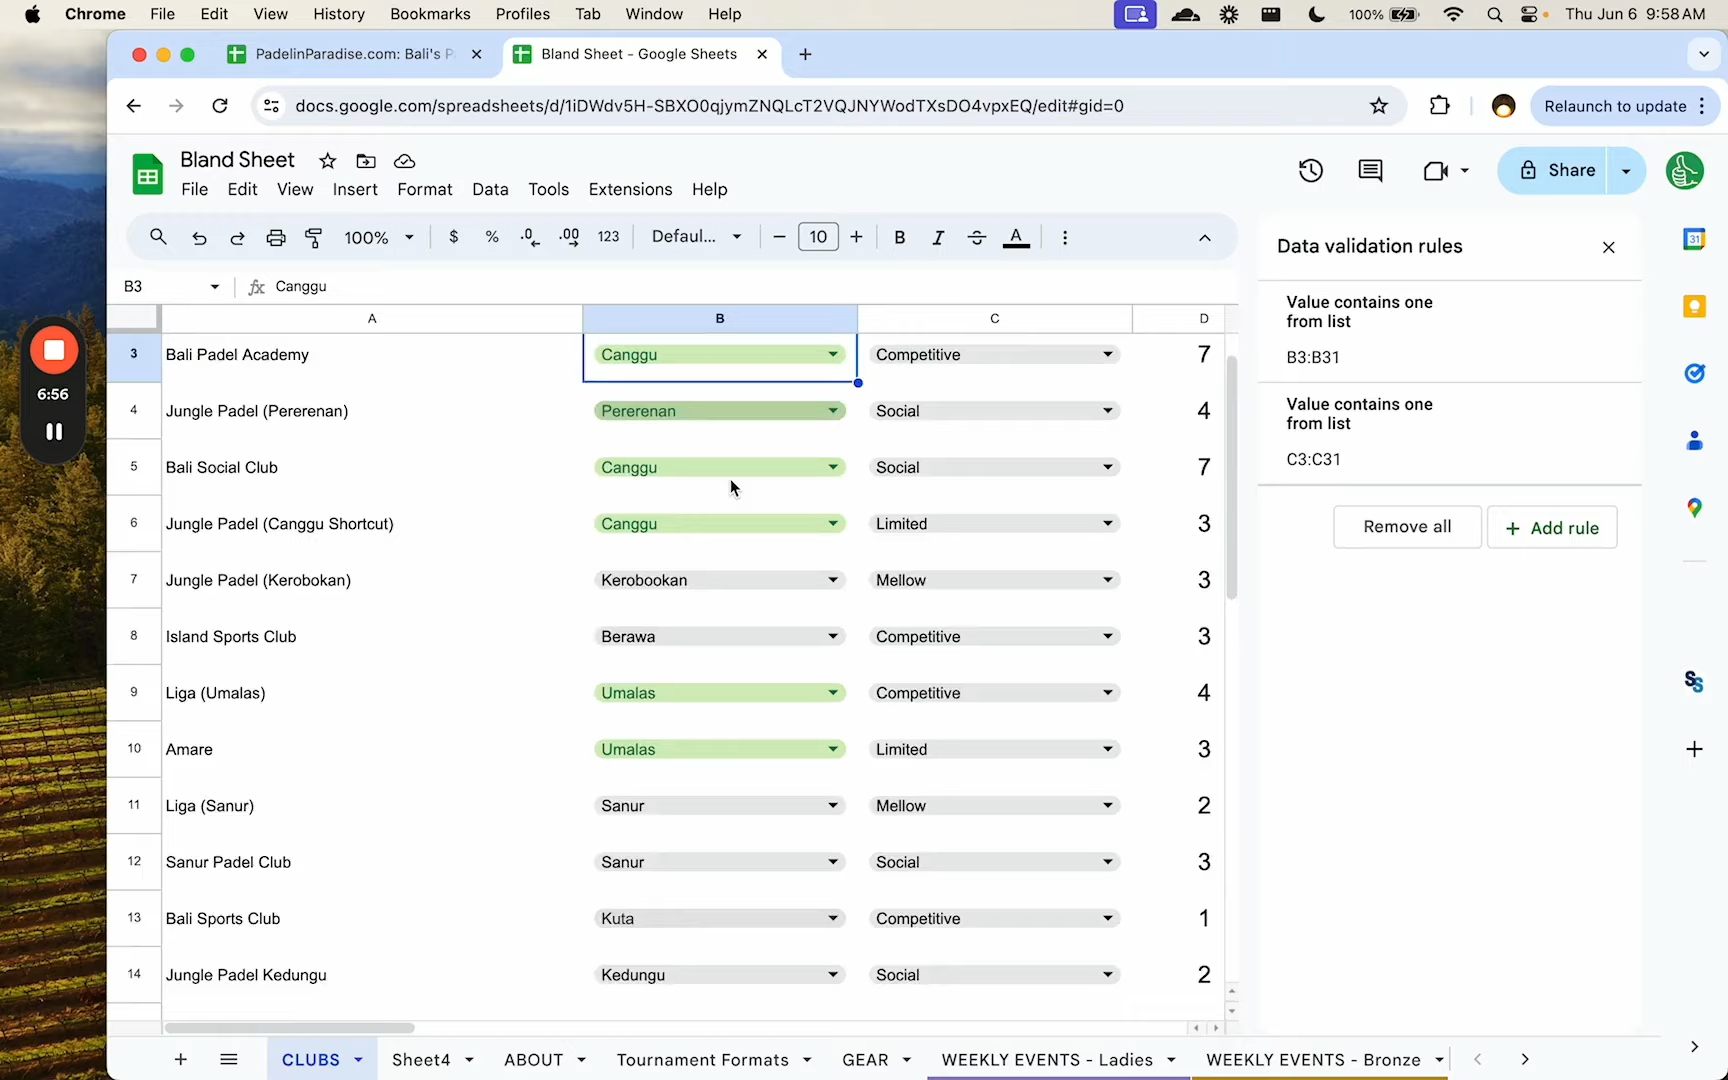 Chrome File Edit View History Bookmarks Profiles Tab Window Help 100% Thu Jun 6 9:58 AM
PadelinParadise.com: Bali's P
Bland Sheet - Google Sheets
docs.google.com/spreadsheets/d/1iDWdv5H-SBXO0qjymZNQLcT2VQJNYWodTXsDO4vpxEQ/edit#gid=0
Relaunch to update
Bland Sheet
File Edit View Insert Format Data Tools Extensions Help
Share
100% $ % .0 .00 123 Defaul... 10 B I S A
B3 fx Canggu
A B C D
3 Bali Padel Academy Canggu Competitive 7
4 Jungle Padel (Pererenan) Pererenan Social 4
5 Bali Social Club Canggu Social 7
6 Jungle Padel (Canggu Shortcut) Canggu Limited 3
7 Jungle Padel (Kerobokan) Kerobookan Mellow 3
8 Island Sports Club Berawa Competitive 3
9 Liga (Umalas) Umalas Competitive 4
10 Amare Umalas Limited 3
11 Liga (Sanur) Sanur Mellow 2
12 Sanur Padel Club Sanur Social 3
13 Bali Sports Club Kuta Competitive 1
14 Jungle Padel Kedungu Kedungu Social 2
Data validation rules
Value contains one
from list
B3:B31
Value contains one
from list
C3:C31
Remove all
+ Add rule
31
6:56
CLUBS Sheet4 ABOUT Tournament Formats GEAR WEEKLY EVENTS - Ladies WEEKLY EVENTS - Bronze